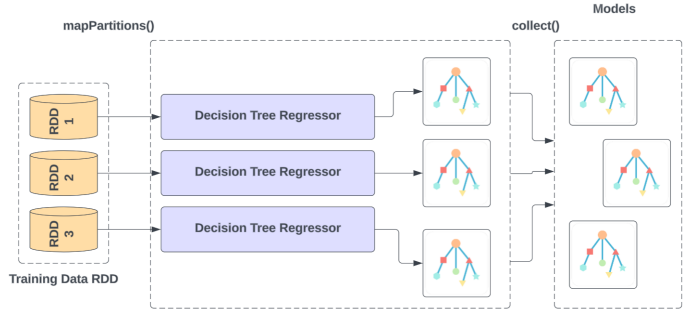 Models
mapPartitions()
collect()
RDD
1
Decision Tree Regressor
RDD
2
Decision Tree Regressor
RDD
3
Decision Tree Regressor
Training Data RDD